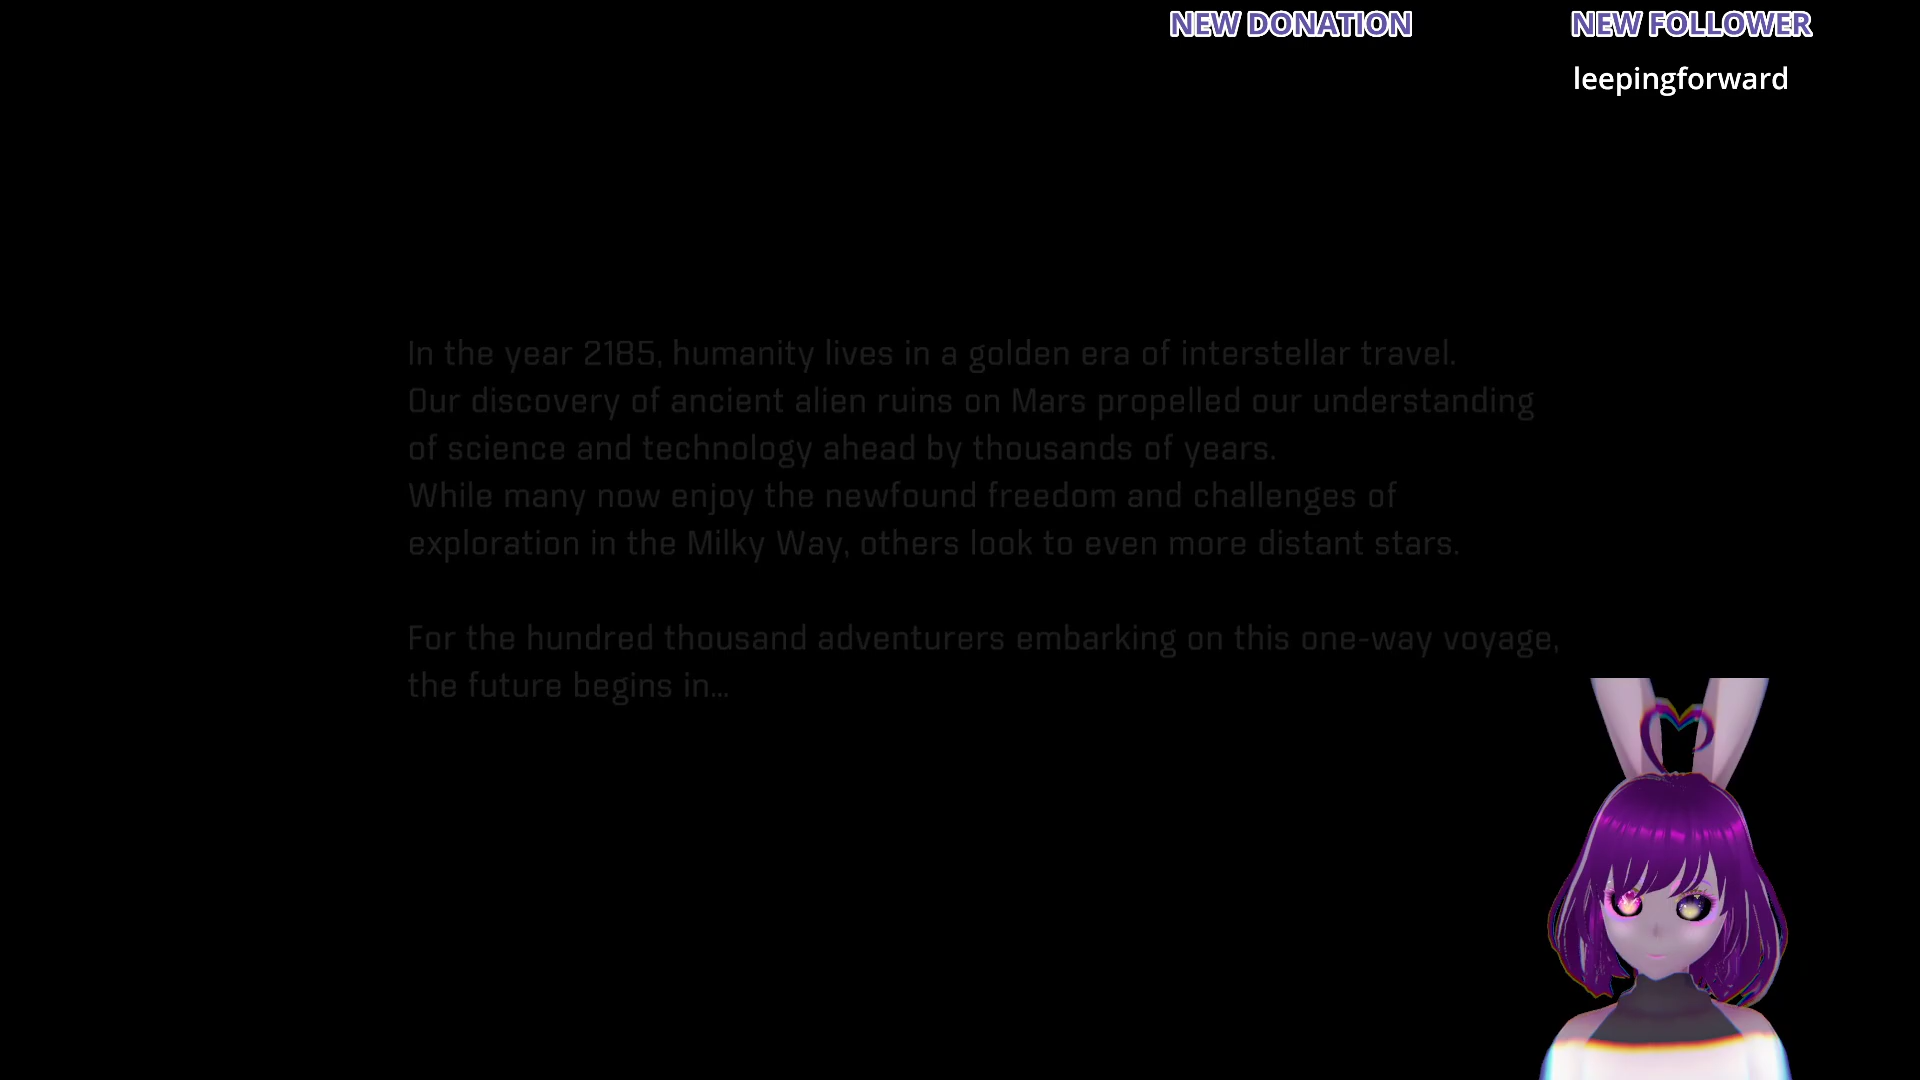 NEW DONATION
NEW FOLLOWER
leepingforward
In the year 2185, humanity lives in a golden era of interstellar travel.
Our discovery of ancient alien ruins on Mars propelled our understanding
of science and technology ahead by thousands of years.
While many now enjoy the newfound freedom and challenges of
exploration in the Milky Way, others look to even more distant stars.
For the hundred thousand adventurers embarking on this one-way voyage,
the future begins in...